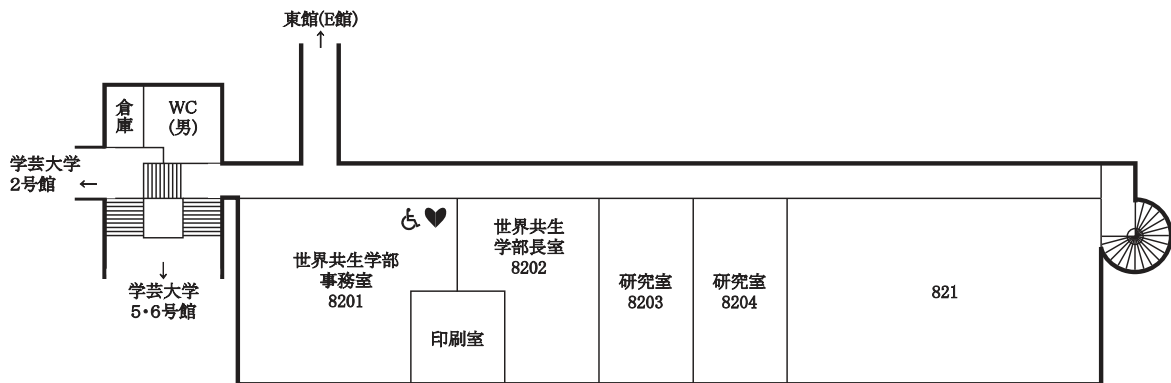 東館(E館)
↑
倉庫
WC
(男)
学芸大学
2号館 ←
↓
学芸大学
5・6号館
世界共生学部
事務室
8201
印刷室
世界共生
学部長室
8202
研究室
8203
研究室
8204
821